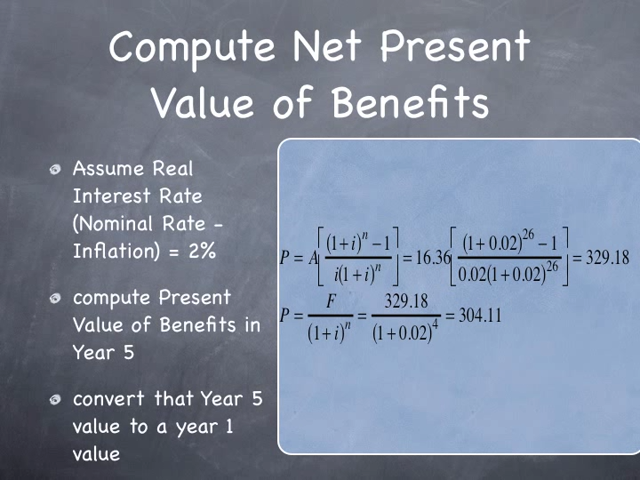 Compute Net Present
Value of Benefits
Assume Real
Interest Rate
(Nominal Rate -
Inflation) = 2%
compute Present
Value of Benefits in
Year 5
convert that Year 5
value to a year 1
value
P = A[((1+i)^n − 1)/(i(1+i)^n)] = 16.36[((1+0.02)^26 − 1)/(0.02(1+0.02)^26)] = 329.18
P = F/(1+i)^n = 329.18/(1+0.02)^4 = 304.11